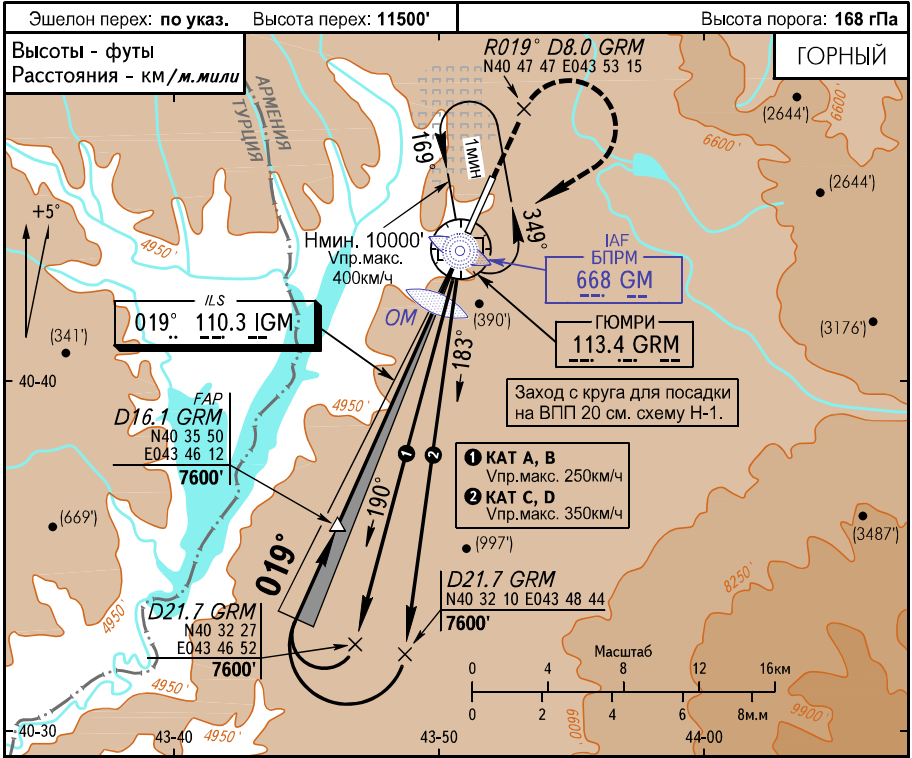 Эшелон перех: по указ. Высота перех: 11500'
Высота порога: 168 гПа
Высоты - футы
Расстояния - км/м.мили
ГОРНЫЙ
R019° D8.0 GRM
N40 47 47 E043 53 15
АРМЕНИЯ
ТУРЦИЯ
(2644')
6600
6600'
(2644')
169°
1мин
349°
+5°
4950'
Hмин. 10000'
Vпр.макс.
400км/ч
IAF
БПРМ
668 GM
ILS
019° 110.3 IGM
OM
(390')
183°
ГЮМРИ
113.4 GRM
(3176')
(341')
40-40
Заход с круга для посадки
на ВПП 20 см. схему Н-1.
FAP
D16.1 GRM
N40 35 50
E043 46 12
7600'
4950'
1
2
1 КАТ A, B
Vпр.макс. 250км/ч
2 КАТ C, D
Vпр.макс. 350км/ч
190°
(669')
(3487')
019°
(997')
8250'
D21.7 GRM
N40 32 10 E043 48 44
7600'
4950'
D21.7 GRM
N40 32 27
E043 46 52
7600'
4950'
Масштаб
0 4 8 12 16км
0 2 4 6 8м.м
6600'
9900'
40-30
4950'
43-40
43-50
44-00